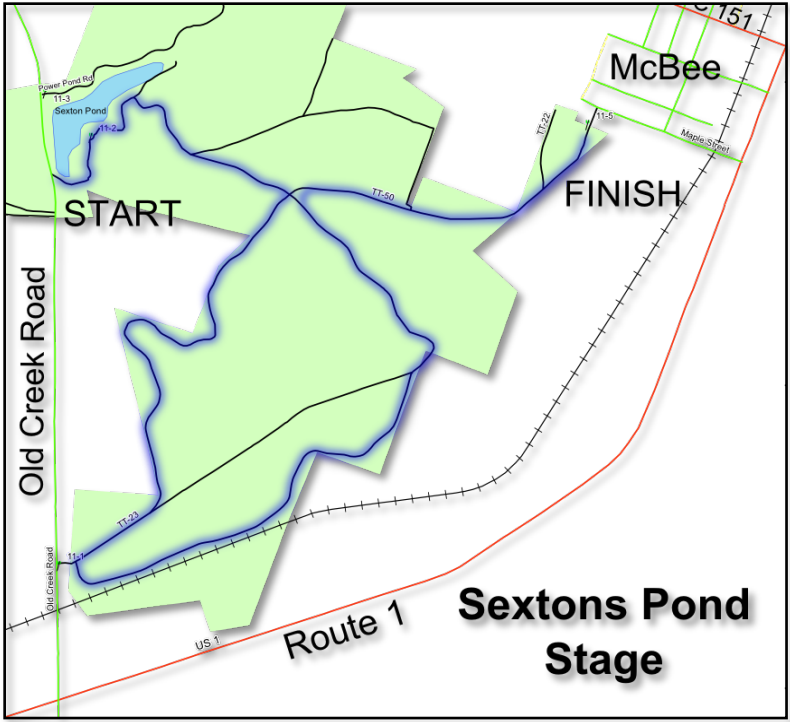 C 151
McBee
Power Pond Rd
11-3
Sexton Pond
11-2
TT-22
11-5
Maple Street
START
TT-50
FINISH
Old Creek Road
TT-23
11-1
Old Creek Road
US 1
Route 1
Sextons Pond
Stage